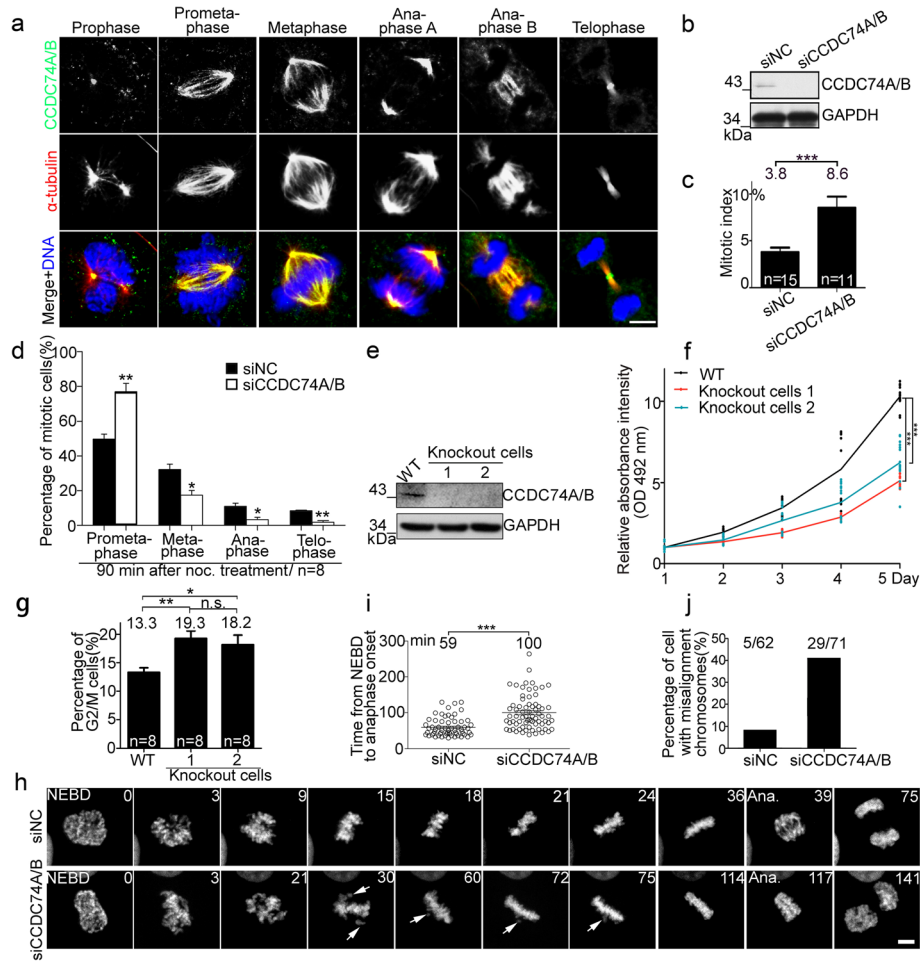 a
Prophase
Prometa-
phase
Metaphase
Ana-
phase A
Ana-
phase B
Telophase
CCDC74A/B
α-tubulin
Merge+DNA
b
siNC
siCCDC74A/B
43
CCDC74A/B
34
GAPDH
kDa
c
***
3.8
8.6
10%
5
0
Mitotic index
n=15
n=11
siNC
siCCDC74A/B
d
Percentage of mitotic cells(%)
100
80
60
40
20
0
siNC
siCCDC74A/B
**
*
*
**
Prometa-
phase
Meta-
phase
Ana-
phase
Telo-
phase
90 min after noc. treatment/ n=8
e
Knockout cells
WT
1
2
43
CCDC74A/B
34
GAPDH
kDa
f
WT
Knockout cells 1
Knockout cells 2
Relative absorbance intensity
(OD 492 nm)
10
5
0
***
***
1
2
3
4
5 Day
g
*
**
n.s.
13.3
19.3
18.2
Percentage of
G2/M cells(%)
20
15
10
5
0
n=8
n=8
n=8
WT
1
2
Knockout cells
i
Time from NEBD
to anaphase onset
300
min
59
***
100
200
100
0
siNC
siCCDC74A/B
j
Percentage of cell
with misalignment
chromosomes(%)
50
40
30
20
10
0
5/62
29/71
siNC
siCCDC74A/B
h
siNC
NEBD
0
3
9
15
18
21
24
36
Ana.
39
75
siCCDC74A/B
NEBD
0
3
21
30
60
72
75
114
Ana.
117
141